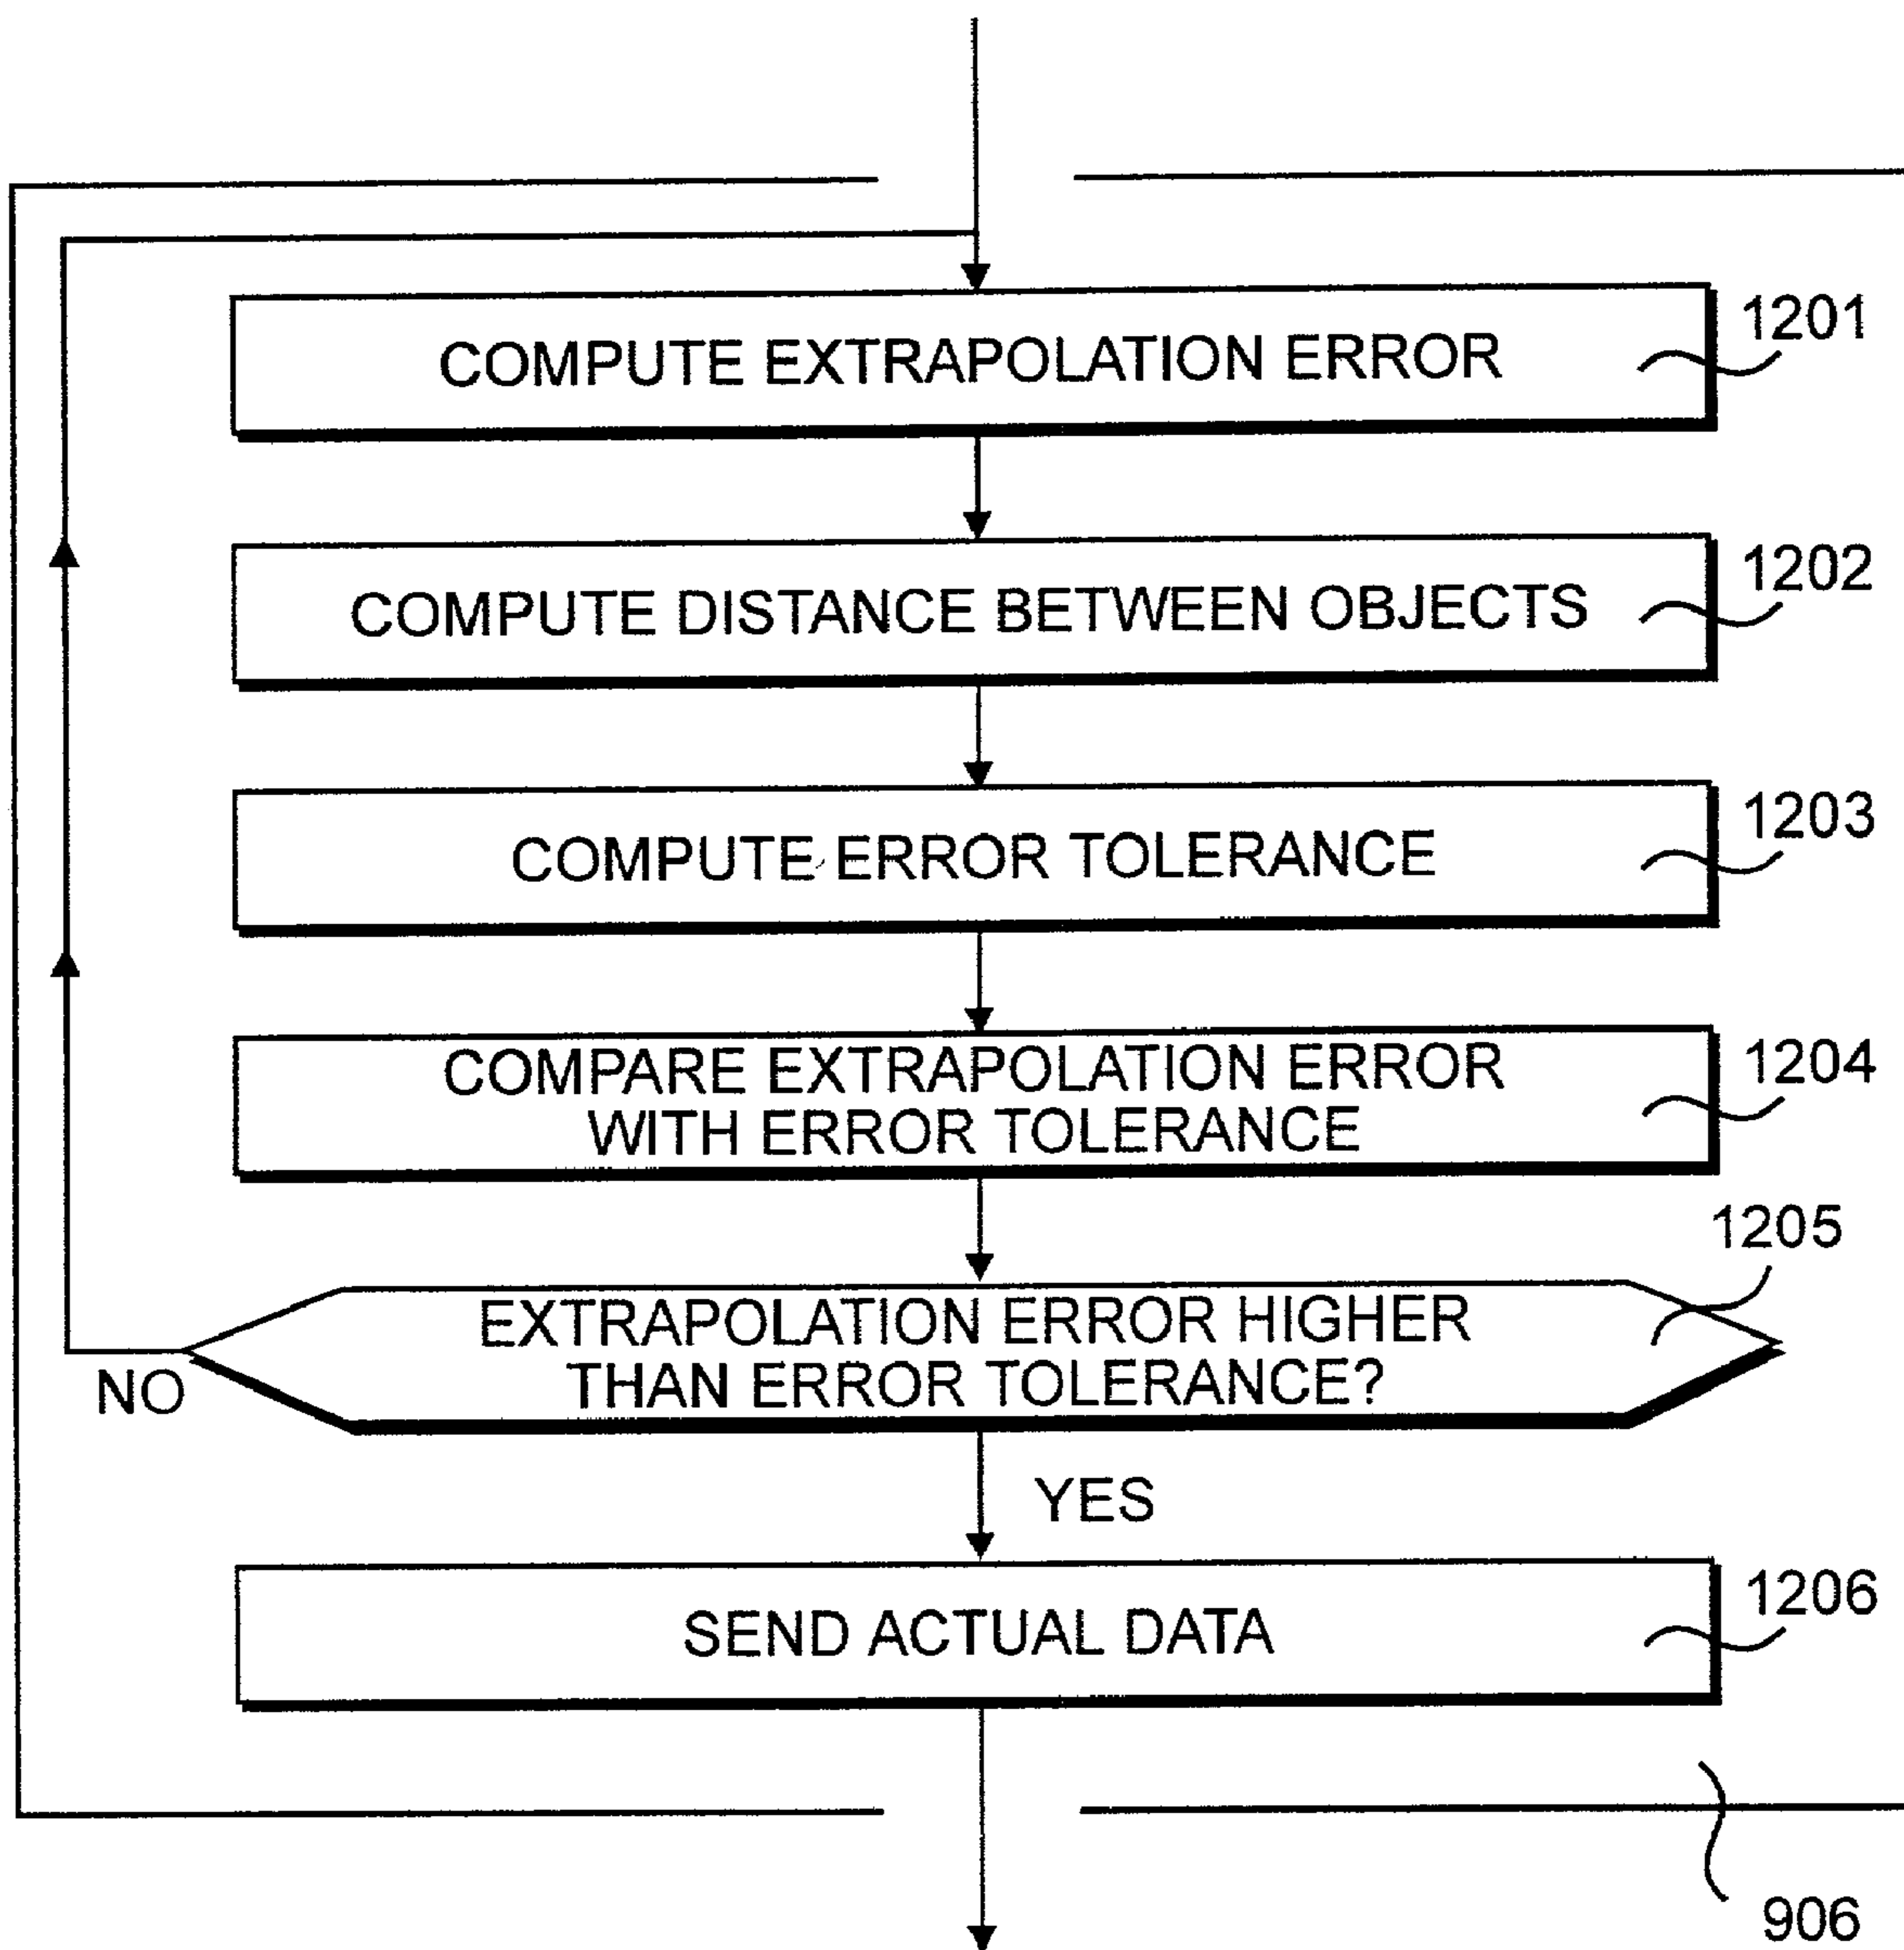 COMPUTE EXTRAPOLATION ERROR
1201
COMPUTE DISTANCE BETWEEN OBJECTS
1202
COMPUTE ERROR TOLERANCE
1203
COMPARE EXTRAPOLATION ERROR
WITH ERROR TOLERANCE
1204
1205
EXTRAPOLATION ERROR HIGHER
THAN ERROR TOLERANCE?
NO
YES
SEND ACTUAL DATA
1206
906